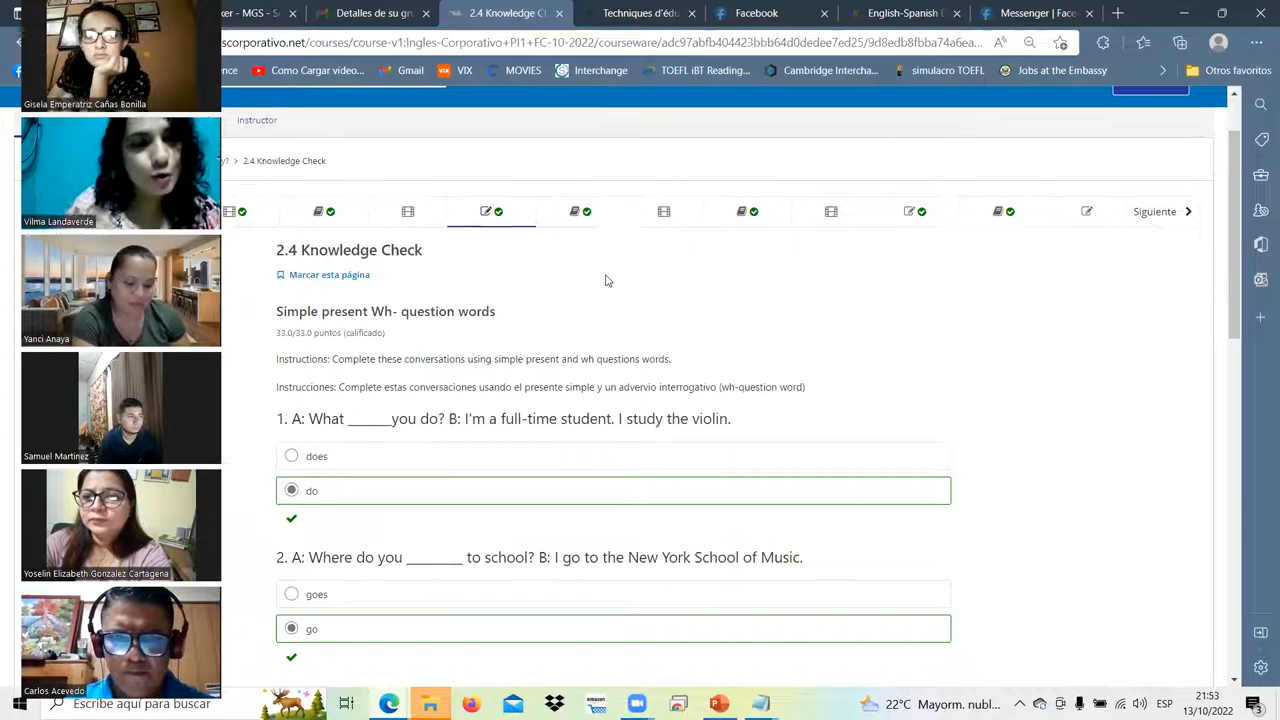 ker - MGS - S
Detalles de su gr
2.4 Knowledge C
Techniques d'éc
English-Spanish Interpreter | Face
scorporativo.net/courses/course-v1:Ingles-Corporativo+PI1+FC-10-2022/courseware/adc97abfb404423bbb64d0dedee7ed25/9d8edb8fbba74a6ea...
ence
Como Cargar vídeo...
Gmail
VIX
MOVIES
Interchange
TOEFL iBT Reading...
Cambridge Intercha...
simulacro TOEFL
Jobs at the Embassy
Otros favoritos
Instructor
y? > 2.4 Knowledge Check
Siguiente
2.4 Knowledge Check
Marcar esta página
Simple present Wh- question words
33.0/33.0 puntos (calificado)
Instructions: Complete these conversations using simple present and wh questions words.
Instrucciones: Complete estas conversaciones usando el presente simple y un advervio interrogativo (wh-question word)
1. A: What ______you do? B: I'm a full-time student. I study the violin.
does
do
2. A: Where do you ________ to school? B: I go to the New York School of Music.
goes
go
Gisela Emperatriz Cañas Bonilla
Vilma Landaverde
Yanci Anaya
Samuel Martinez
Yoselin Elizabeth Gonzalez Cartagena
Carlos Acevedo
Escribe aquí para buscar
amazon
22°C Mayorm. nubl...
ESP
21:53
13/10/2022
3